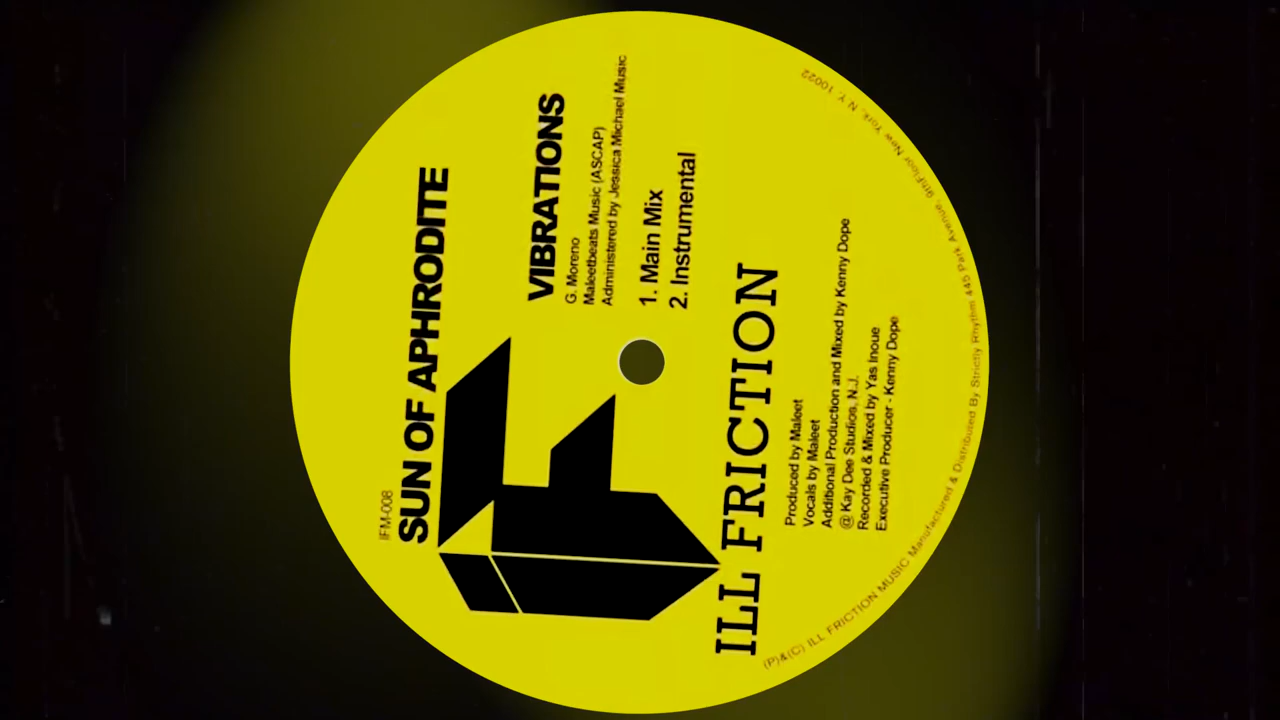 IFM-008
SUN OF APHRODITE
VIBRATIONS
G. Moreno
Maleetbeats Music (ASCAP)
Administered by Jessica Michael Music
1. Main Mix
2. Instrumental
ILL FRICTION
Produced by Maleet
Vocals by Maleet
Additional Production and Mixed by Kenny Dope
@ Kay Dee Studios, N.J.
Recorded & Mixed by Yas Inoue
Executive Producer - Kenny Dope
(P)&(C) ILL FRICTION MUSIC Manufactured & Distributed By Strictly Rhythm 445 Park Avenue, 9thFloor New York, N.Y. 10022